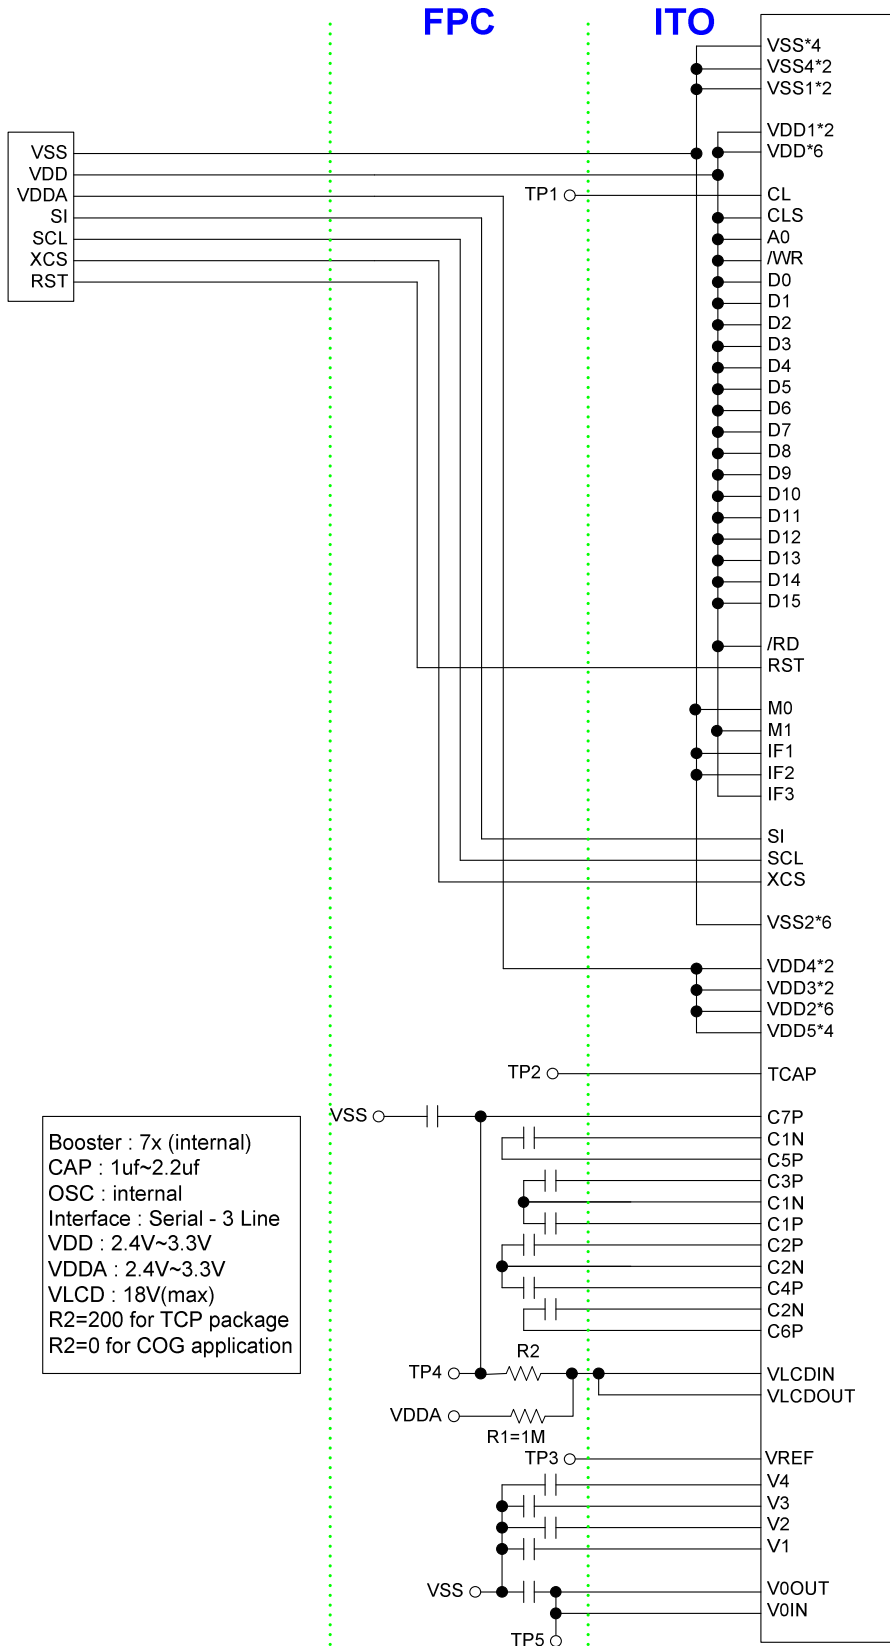 FPC
ITO
VSS
VDD
VDDA
SI
SCL
XCS
RST
VSS*4
VSS4*2
VSS1*2
VDD1*2
VDD*6
TP1
CL
CLS
A0
/WR
D0
D1
D2
D3
D4
D5
D6
D7
D8
D9
D10
D11
D12
D13
D14
D15
/RD
RST
M0
M1
IF1
IF2
IF3
SI
SCL
XCS
VSS2*6
VDD4*2
VDD3*2
VDD2*6
VDD5*4
TP2
TCAP
VSS
C7P
C1N
C5P
C3P
C1N
C1P
C2P
C2N
C4P
C2N
C6P
Booster : 7x (internal)
CAP : 1uf~2.2uf
OSC : internal
Interface : Serial - 3 Line
VDD : 2.4V~3.3V
VDDA : 2.4V~3.3V
VLCD : 18V(max)
R2=200 for TCP package
R2=0 for COG application
R2
TP4
VLCDIN
VLCDOUT
VDDA
R1=1M
TP3
VREF
V4
V3
V2
V1
VSS
V0OUT
V0IN
TP5